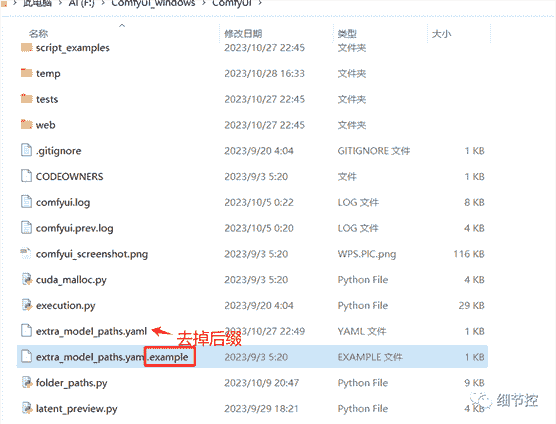 此电脑 > AI (F:) > ComfyUI_windows > ComfyUI >
名称 修改日期 类型 大小
script_examples 2023/10/27 22:45 文件夹
temp 2023/10/28 16:33 文件夹
tests 2023/10/27 22:45 文件夹
web 2023/10/27 22:45 文件夹
.gitignore 2023/9/20 4:04 GITIGNORE 文件 1 KB
CODEOWNERS 2023/9/3 5:20 文件 1 KB
comfyui.log 2023/10/5 0:22 LOG 文件 8 KB
comfyui.prev.log 2023/10/5 0:20 LOG 文件 4 KB
comfyui_screenshot.png 2023/9/3 5:20 WPS.PIC.png 116 KB
cuda_malloc.py 2023/9/3 5:20 Python File 4 KB
execution.py 2023/9/20 4:04 Python File 29 KB
extra_model_paths.yaml 2023/10/27 22:49 YAML 文件 1 KB
去掉后缀
extra_model_paths.yaml.example 2023/9/3 5:20 EXAMPLE 文件 1 KB
folder_paths.py 2023/10/9 20:47 Python File 9 KB
latent_preview.py 2023/9/29 18:21 Python File 4 KB
细节控